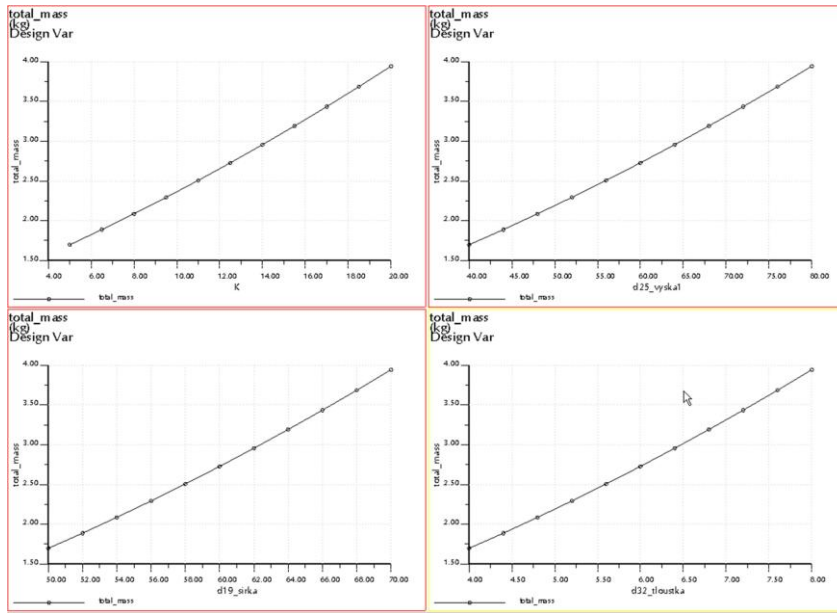 total_mass
(kg)
Design Var
4.00
3.50
3.00
2.50
2.00
1.50
total_mass
4.00 6.00 8.00 10.00 12.00 14.00 16.00 18.00 20.00
K
total_mass
total_mass
(kg)
Design Var
4.00
3.50
3.00
2.50
2.00
1.50
total_mass
40.00 45.00 50.00 55.00 60.00 65.00 70.00 75.00 80.00
d25_vyska1
total_mass
total_mass
(kg)
Design Var
4.00
3.50
3.00
2.50
2.00
1.50
total_mass
50.00 52.00 54.00 56.00 58.00 60.00 62.00 64.00 66.00 68.00 70.00
d19_sirka
total_mass
total_mass
(kg)
Design Var
4.00
3.50
3.00
2.50
2.00
1.50
total_mass
4.00 4.50 5.00 5.50 6.00 6.50 7.00 7.50 8.00
d32_tloustka
total_mass